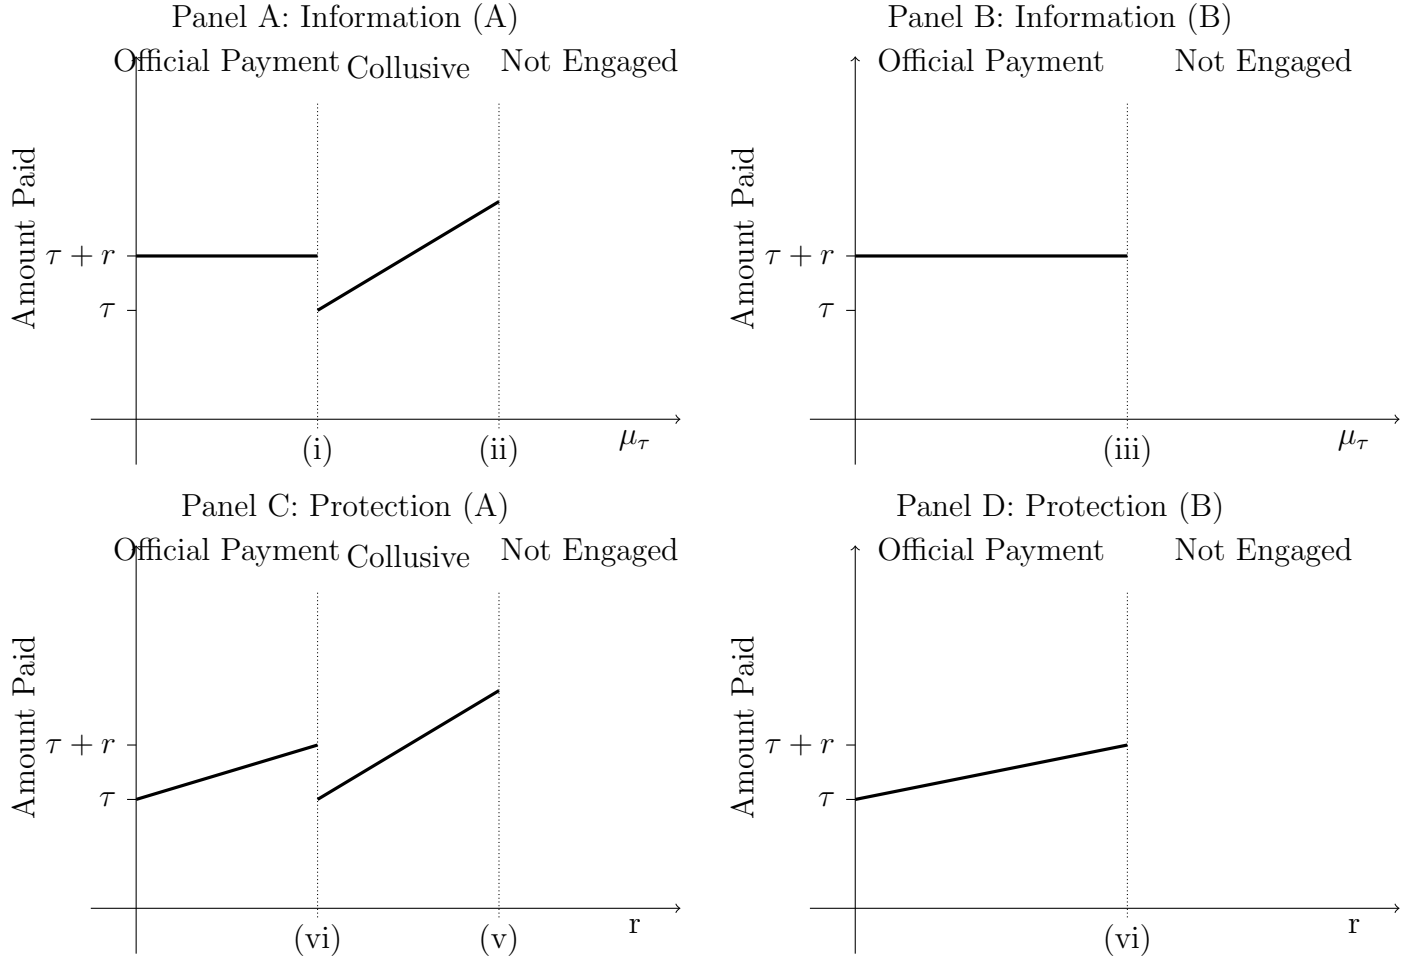 Panel A: Information (A)
Official Payment Collusive Not Engaged
Amount Paid
τ + r
τ
(i) (ii) μτ
Panel B: Information (B)
Official Payment Not Engaged
Amount Paid
τ + r
τ
(iii) μτ
Panel C: Protection (A)
Official Payment Collusive Not Engaged
Amount Paid
τ + r
τ
(vi) (v) r
Panel D: Protection (B)
Official Payment Not Engaged
Amount Paid
τ + r
τ
(vi) r